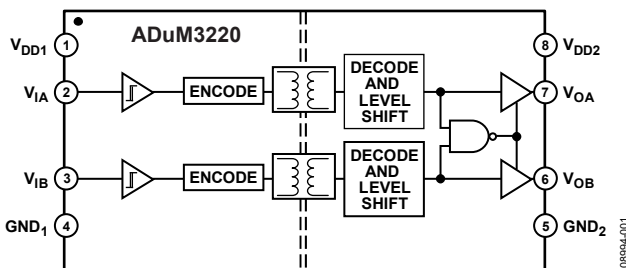 ADuM3220
VDD1 1
8 VDD2
VIA 2
ENCODE
DECODE
AND
LEVEL
SHIFT
7 VOA
VIB 3
ENCODE
DECODE
AND
LEVEL
SHIFT
6 VOB
GND1 4
5 GND2
08994-001